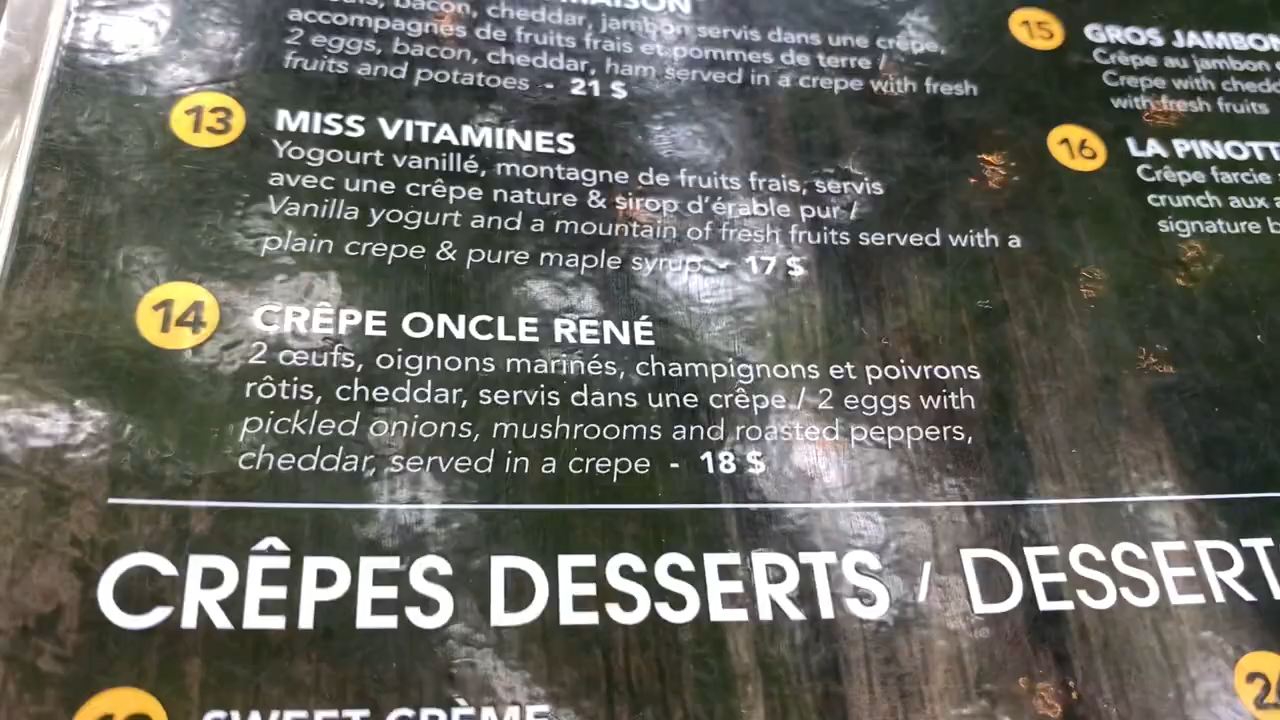 MAISON
bacon, cheddar, jambon servis dans une crêpe,
accompagnés de fruits frais et pommes de terre /
2 eggs, bacon, cheddar, ham served in a crepe with fresh
fruits and potatoes - 21 $
13 MISS VITAMINES
Yogourt vanillé, montagne de fruits frais, servis
avec une crêpe nature & sirop d'érable pur /
Vanilla yogurt and a mountain of fresh fruits served with a
plain crepe & pure maple syrup - 17 $
14 CRÊPE ONCLE RENÉ
2 œufs, oignons marinés, champignons et poivrons
rôtis, cheddar, servis dans une crêpe / 2 eggs with
pickled onions, mushrooms and roasted peppers,
cheddar, served in a crepe - 18 $
15 GROS JAMBON
Crêpe au jambon
Crepe with
with fresh fruits
16 LA
Crêpe farcie
crunch aux
signature
CRÊPES DESSERTS / DESSERT
SWEET CRÈME